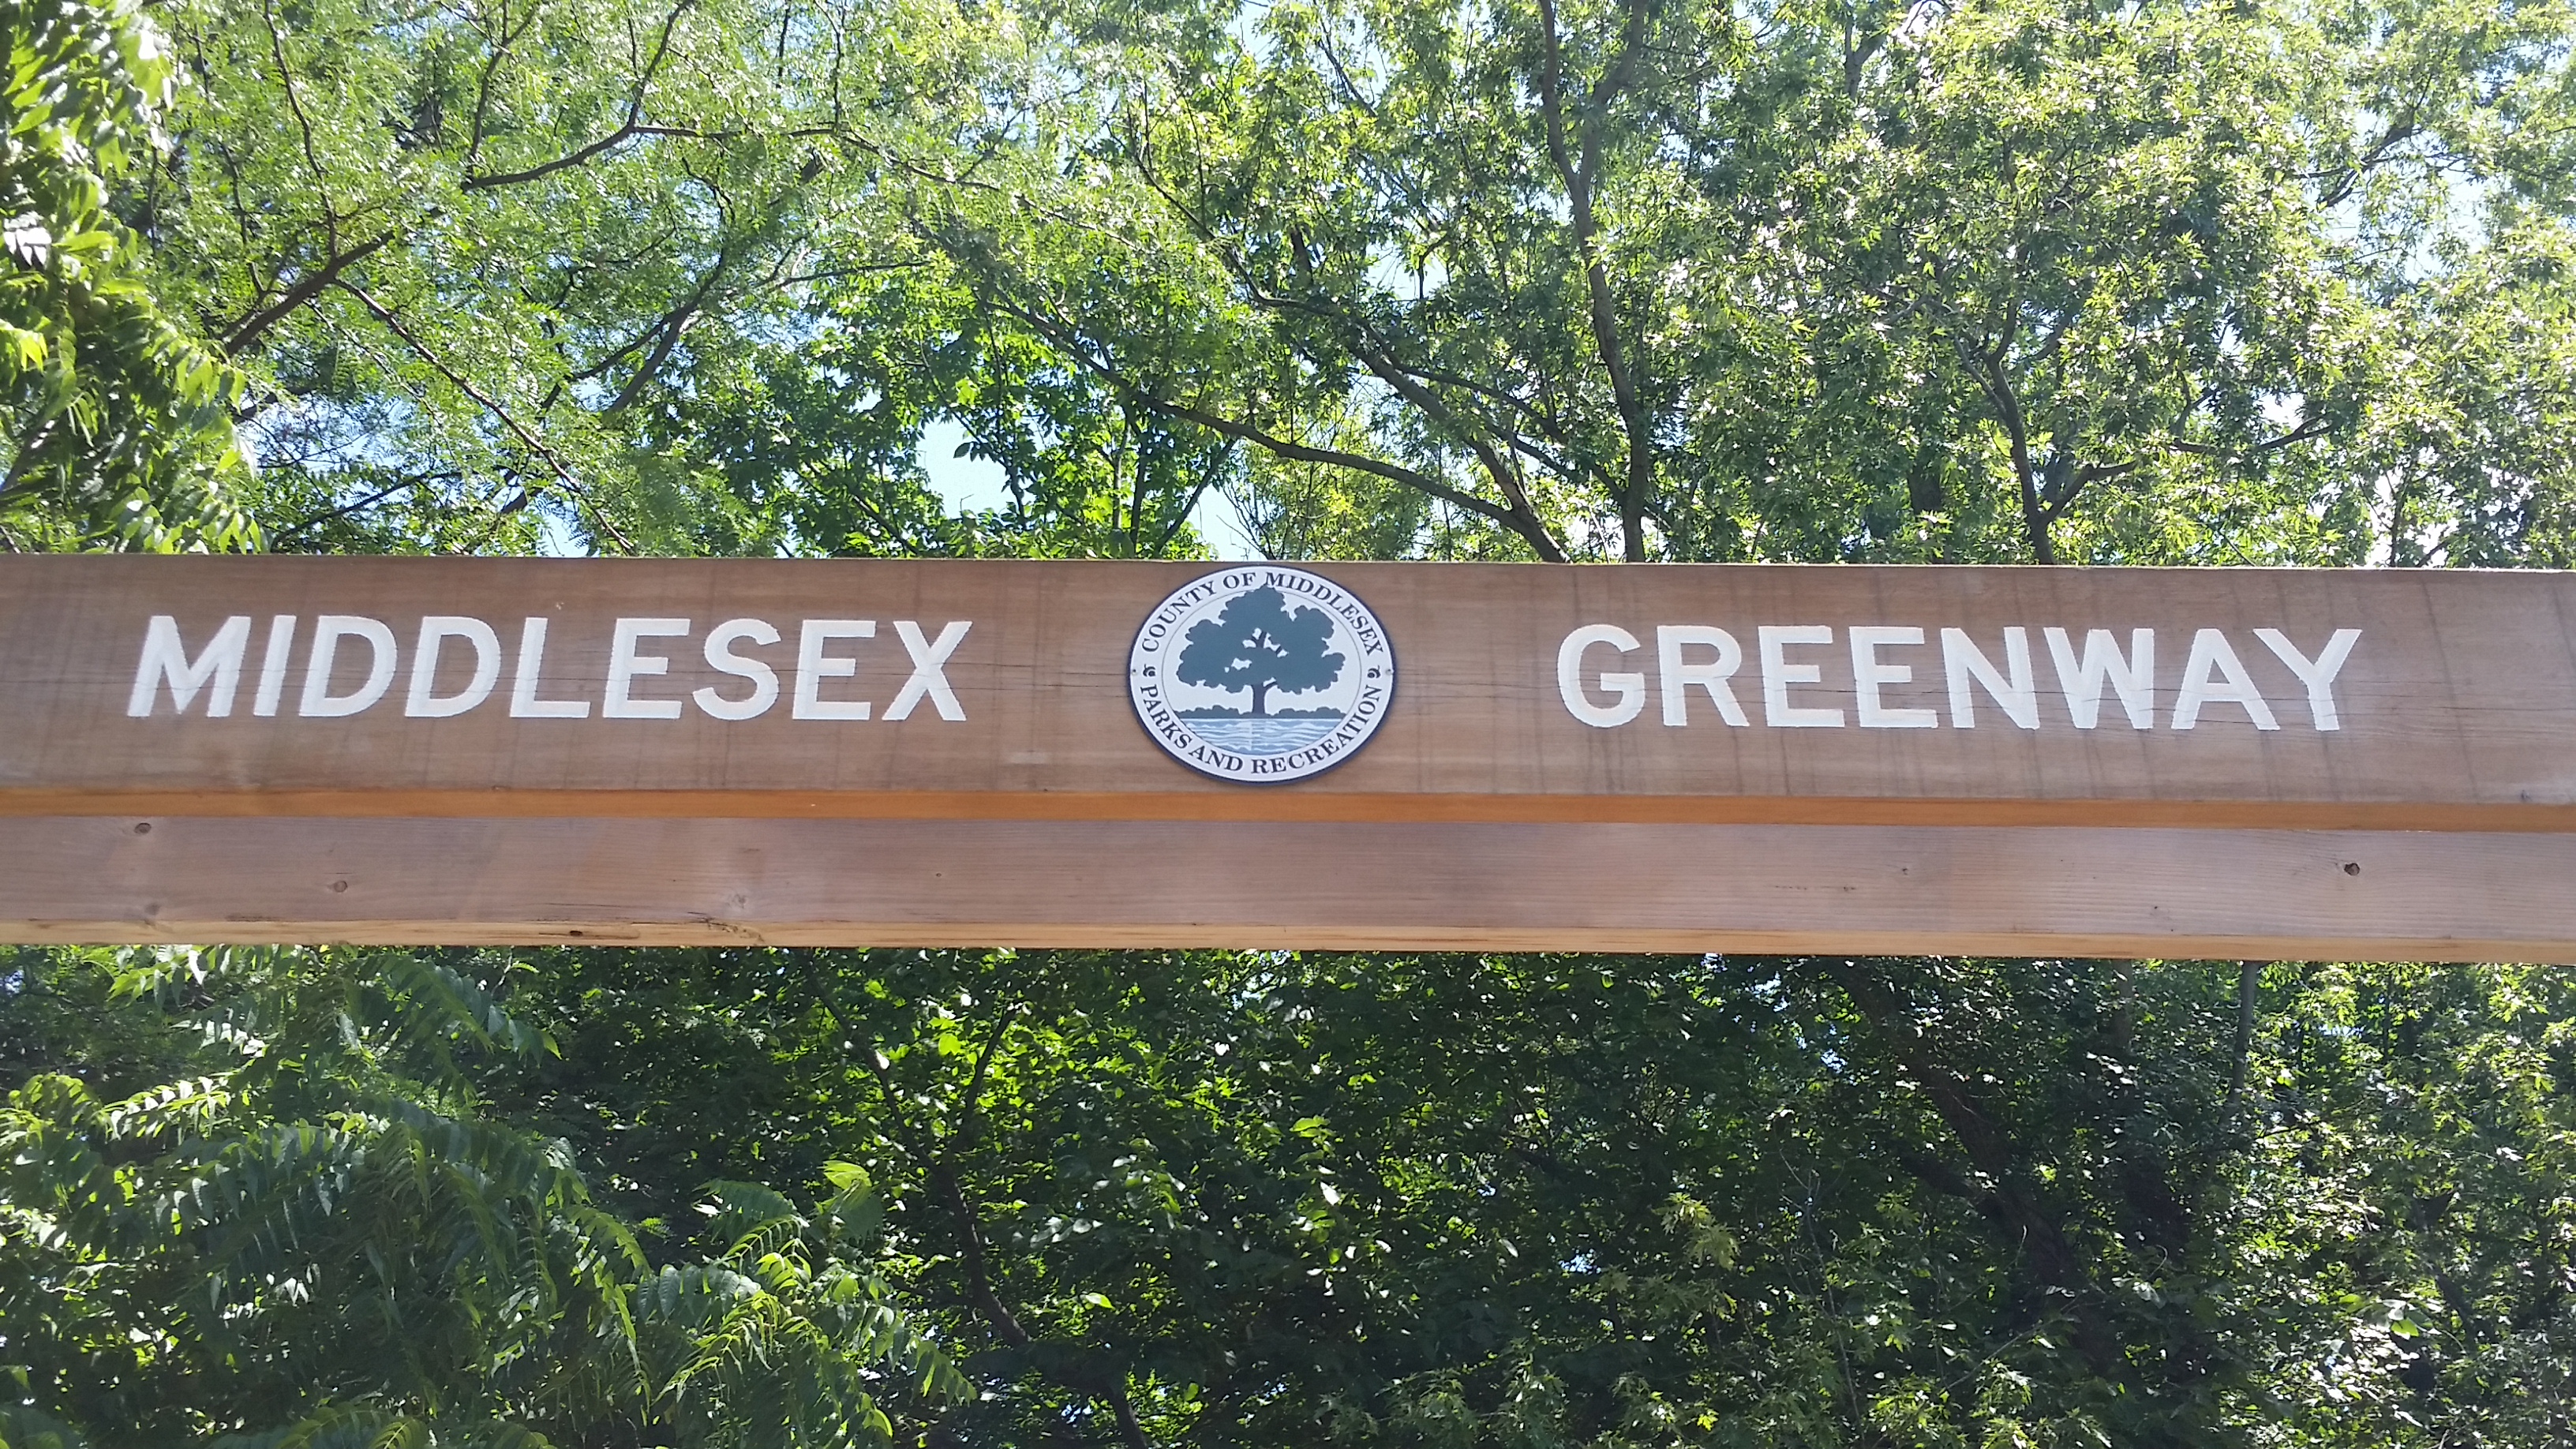 MIDDLESEX GREENWAY
COUNTY OF MIDDLESEX
PARKS AND RECREATION